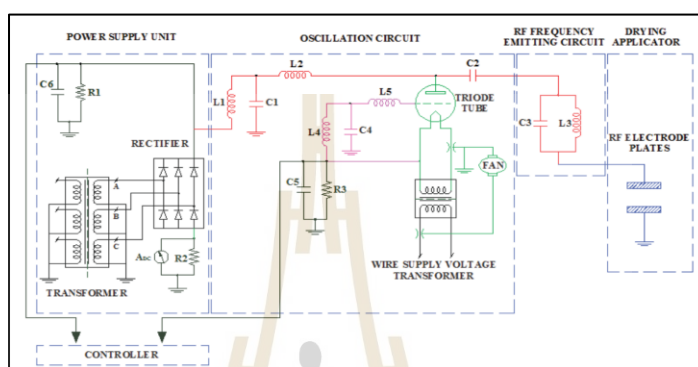 POWER SUPPLY UNIT
OSCILLATION CIRCUIT
RF FREQUENCY
EMITTING CIRCUIT
DRYING
APPLICATOR
C6
R1
L1
C1
L2
C2
L5
TRIODE
TUBE
L4
C4
C3
L3
RF ELECTRODE
PLATES
RECTIFIER
A
B
C
C5
R3
FAN
ADC
R2
TRANSFORMER
WIRE SUPPLY VOLTAGE
TRANSFORMER
CONTROLLER